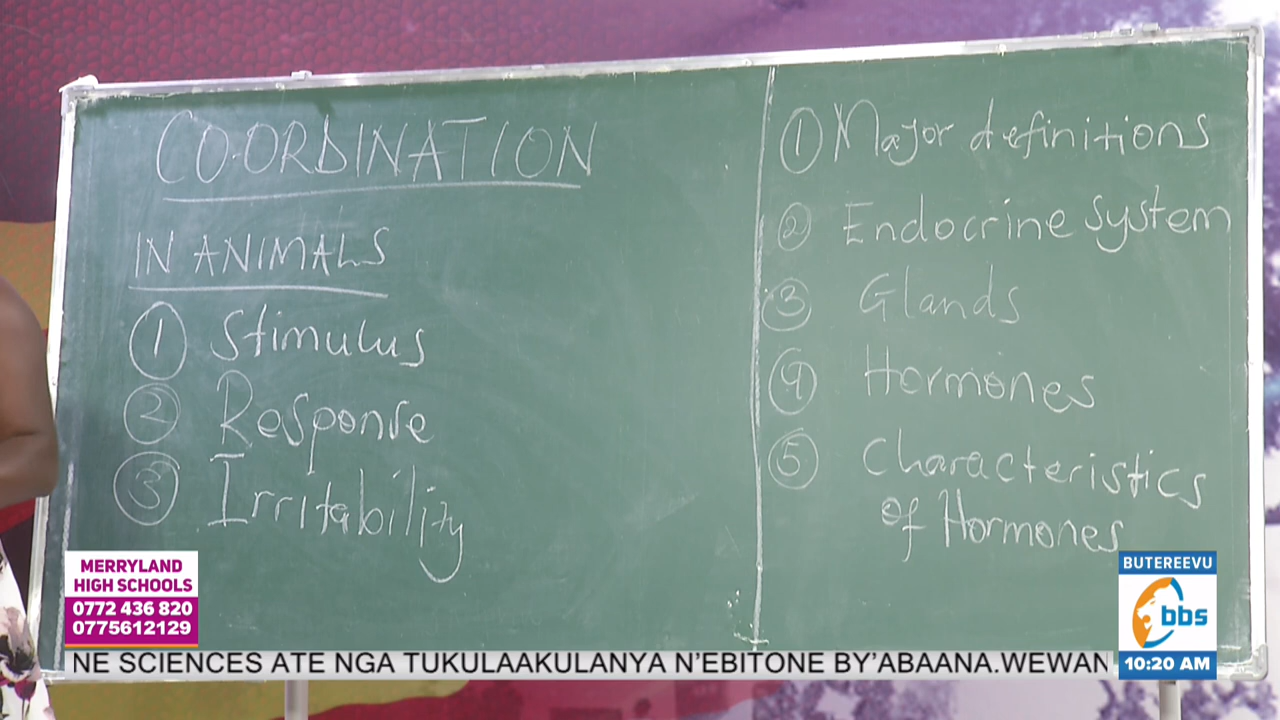 CO-ORDINATION
IN ANIMALS
① Stimulus
② Response
③ Irritability
① Major definitions
② Endocrine system
③ Glands
④ Hormones
⑤ Characteristics
of Hormones
MERRYLAND
HIGH SCHOOLS
0772 436 820
0775612129
BUTEREEVU
bbs
10:20 AM
NE SCIENCES ATE NGA TUKULAAKULANYA N'EBITONE BY'ABAANA.WEWAN